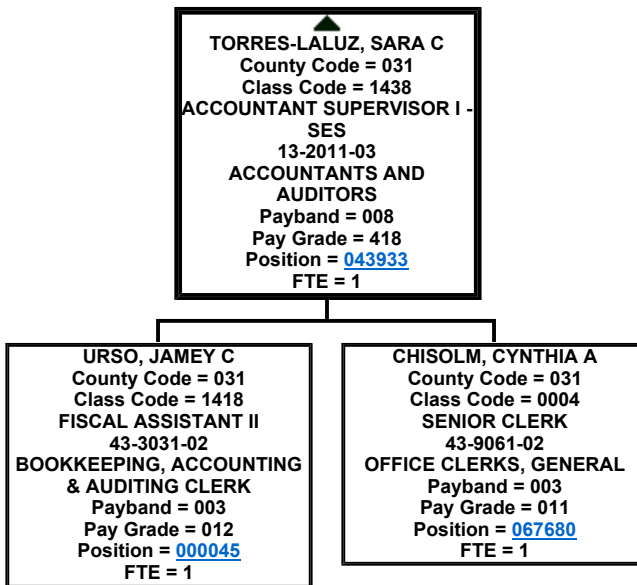 TORRES-LALUZ, SARA C
County Code = 031
Class Code = 1438
ACCOUNTANT SUPERVISOR I -
SES
13-2011-03
ACCOUNTANTS AND
AUDITORS
Payband = 008
Pay Grade = 418
Position = 043933
FTE = 1
URSO, JAMEY C
County Code = 031
Class Code = 1418
FISCAL ASSISTANT II
43-3031-02
BOOKKEEPING, ACCOUNTING
& AUDITING CLERK
Payband = 003
Pay Grade = 012
Position = 000045
FTE = 1
CHISOLM, CYNTHIA A
County Code = 031
Class Code = 0004
SENIOR CLERK
43-9061-02
OFFICE CLERKS, GENERAL
Payband = 003
Pay Grade = 011
Position = 067680
FTE = 1